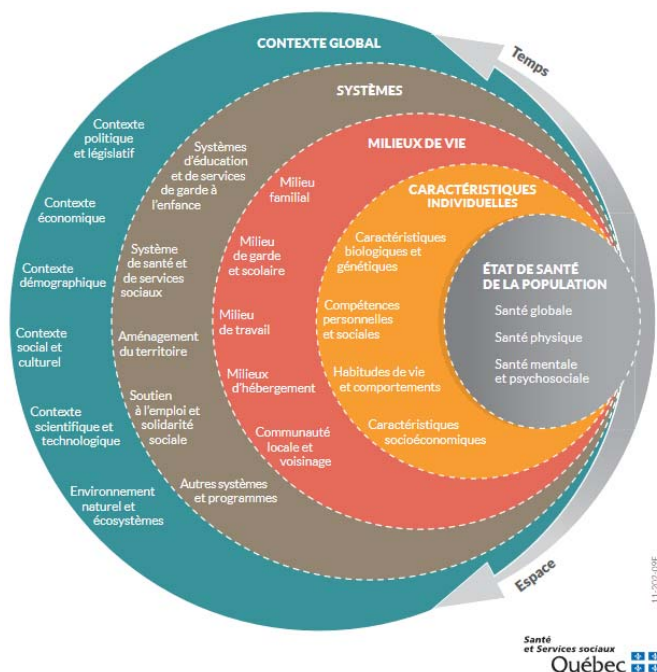 CONTEXTE GLOBAL
Temps
SYSTÈMES
Contexte
politique
et législatif
Systèmes
d'éducation
et de services
de garde à
l'enfance
MILIEUX DE VIE
Milieu
familial
CARACTÉRISTIQUES
INDIVIDUELLES
Contexte
économique
Système
de santé et
de services
sociaux
Milieu
de garde
et scolaire
Caractéristiques
biologiques et
génétiques
ÉTAT DE SANTÉ
DE LA POPULATION
Santé globale
Santé physique
Santé mentale
et psychosociale
Contexte
démographique
Aménagement
du territoire
Milieu
de travail
Compétences
personnelles
et sociales
Contexte
social et
culturel
Soutien
à l'emploi et
solidarité
sociale
Milieux
d'hébergement
Habitudes de vie
et comportements
Contexte
scientifique et
technologique
Communauté
locale et
voisinage
Caractéristiques
socioéconomiques
Environnement
naturel et
écosystèmes
Autres systèmes
et programmes
Espace
11-202-09F
Santé
et Services sociaux
Québec